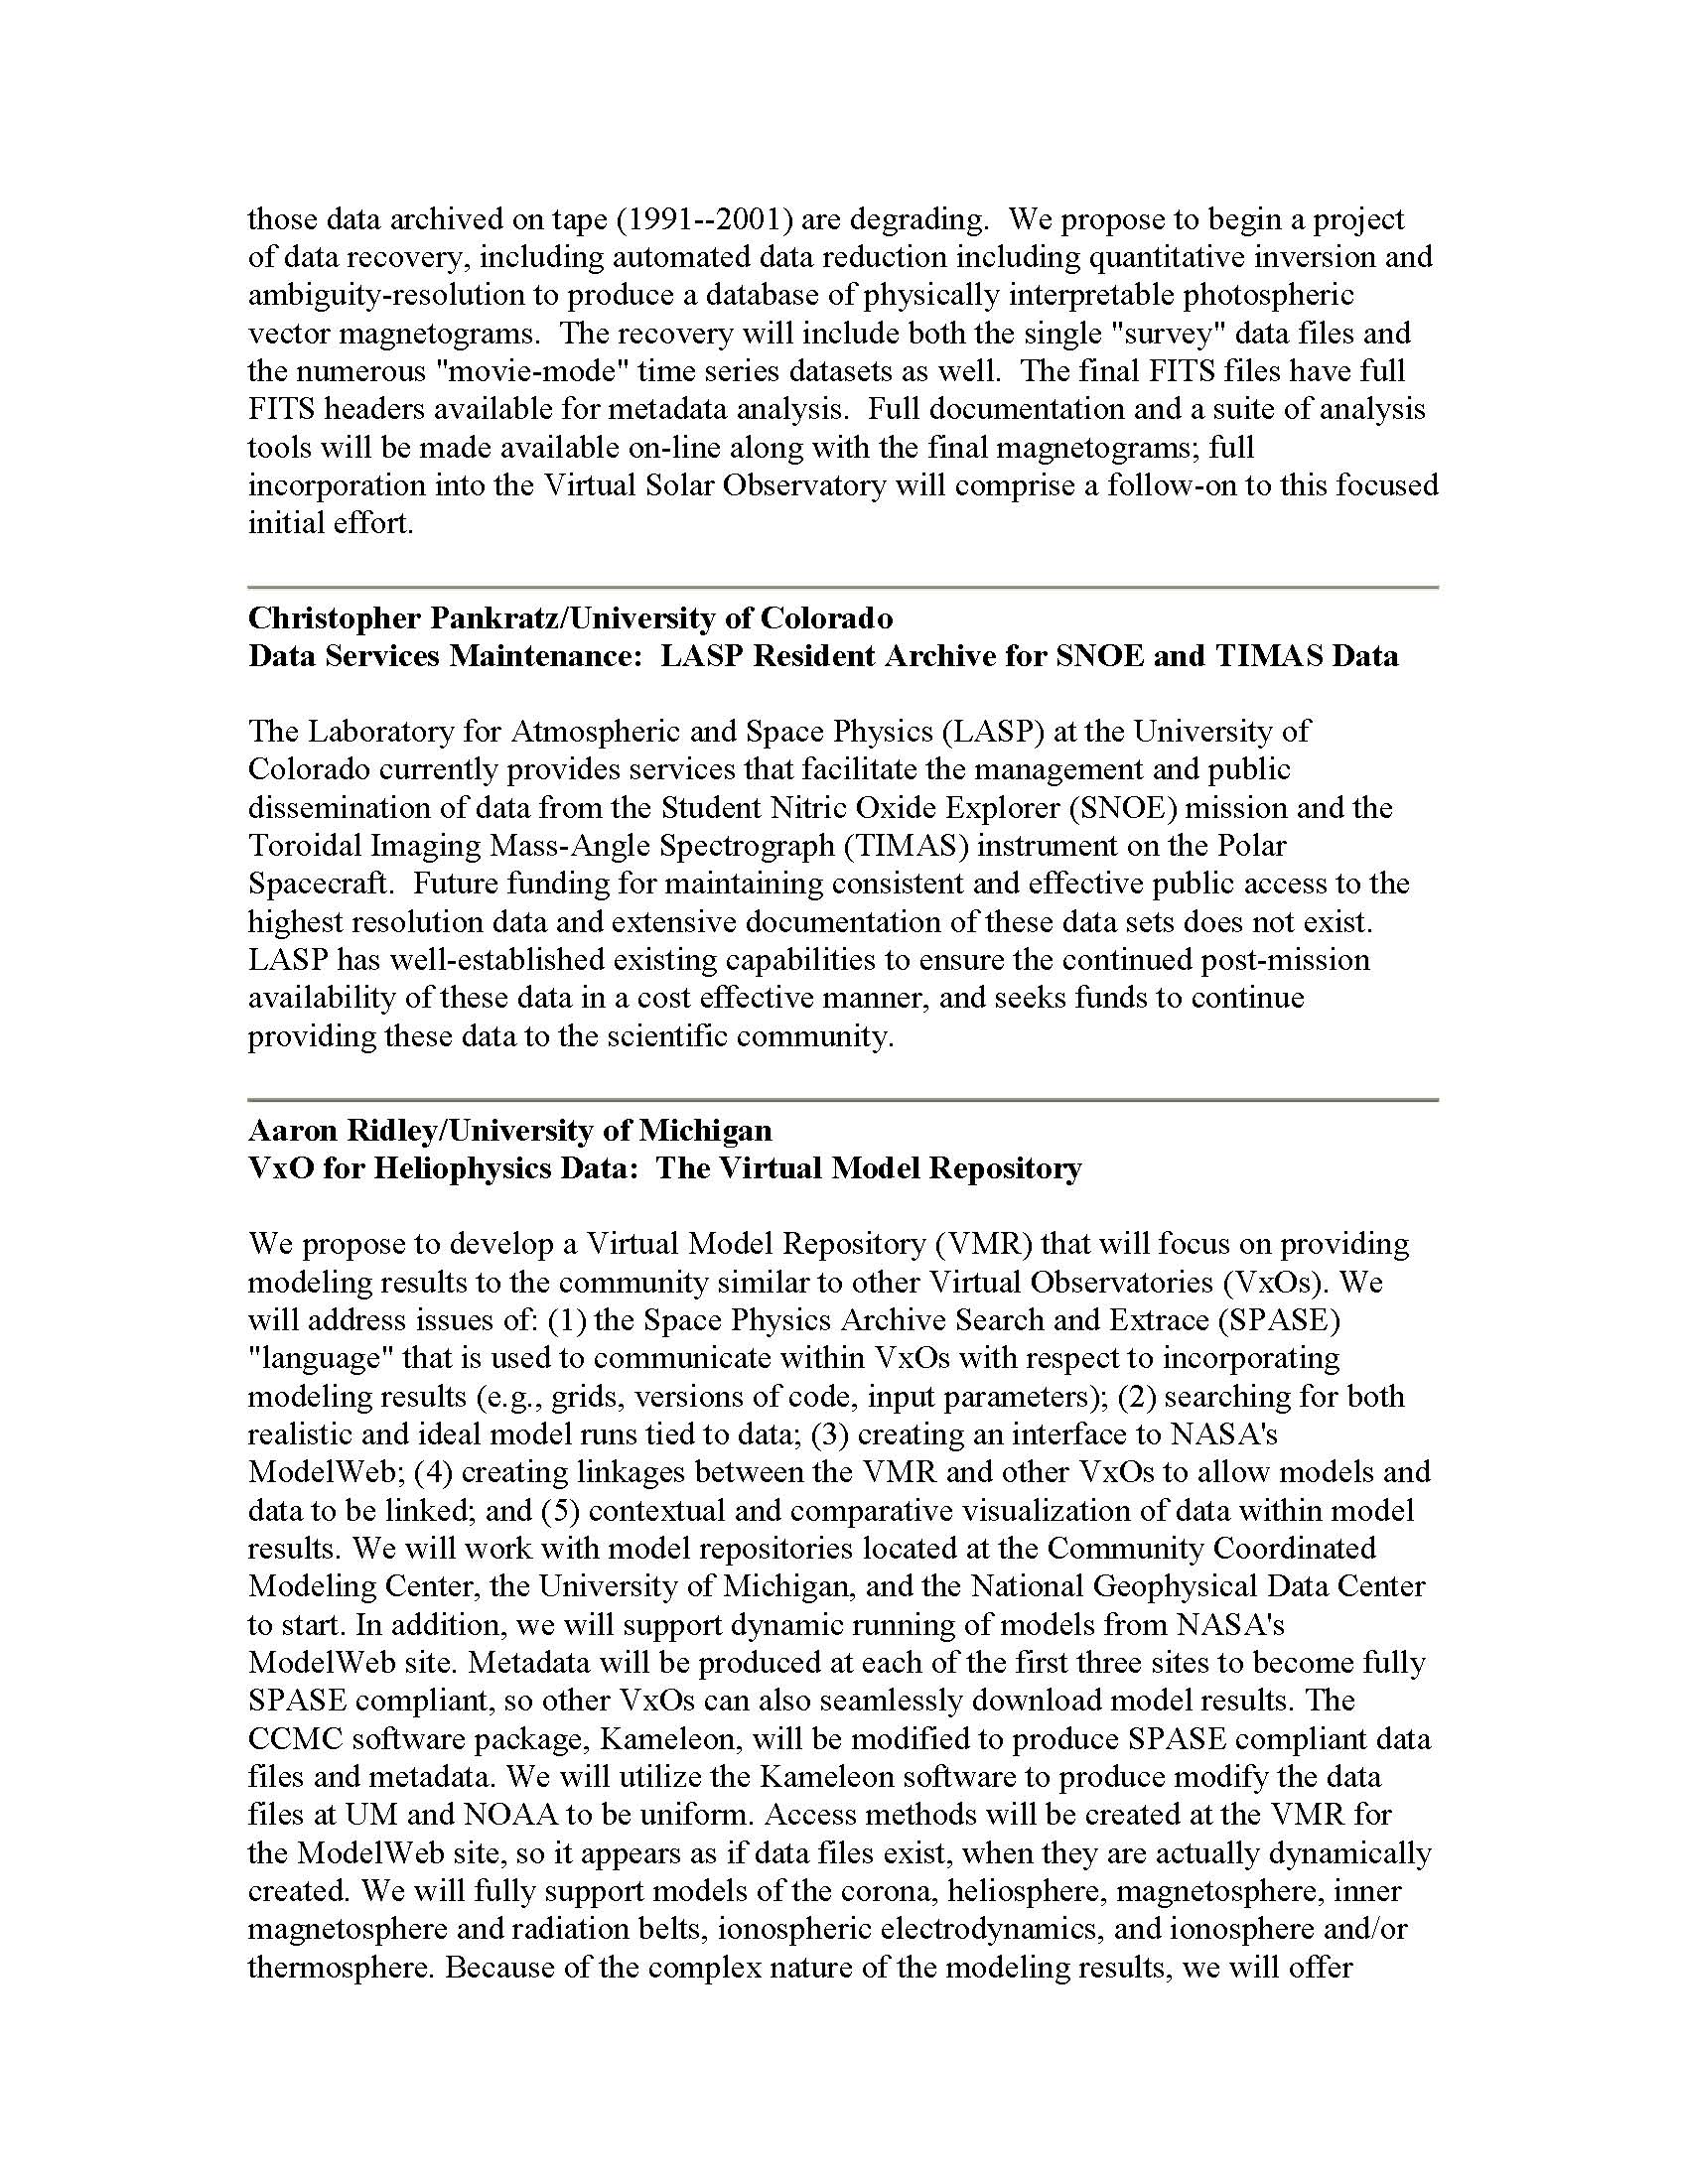 those data archived on tape (1991--2001) are degrading.  We propose to begin a project
of data recovery, including automated data reduction including quantitative inversion and
ambiguity-resolution to produce a database of physically interpretable photospheric
vector magnetograms.  The recovery will include both the single "survey" data files and
the numerous "movie-mode" time series datasets as well.  The final FITS files have full
FITS headers available for metadata analysis.  Full documentation and a suite of analysis
tools will be made available on-line along with the final magnetograms; full
incorporation into the Virtual Solar Observatory will comprise a follow-on to this focused
initial effort.
Christopher Pankratz/University of Colorado
Data Services Maintenance:  LASP Resident Archive for SNOE and TIMAS Data
The Laboratory for Atmospheric and Space Physics (LASP) at the University of
Colorado currently provides services that facilitate the management and public
dissemination of data from the Student Nitric Oxide Explorer (SNOE) mission and the
Toroidal Imaging Mass-Angle Spectrograph (TIMAS) instrument on the Polar
Spacecraft.  Future funding for maintaining consistent and effective public access to the
highest resolution data and extensive documentation of these data sets does not exist.
LASP has well-established existing capabilities to ensure the continued post-mission
availability of these data in a cost effective manner, and seeks funds to continue
providing these data to the scientific community.
Aaron Ridley/University of Michigan
VxO for Heliophysics Data:  The Virtual Model Repository
We propose to develop a Virtual Model Repository (VMR) that will focus on providing
modeling results to the community similar to other Virtual Observatories (VxOs). We
will address issues of: (1) the Space Physics Archive Search and Extrace (SPASE)
"language" that is used to communicate within VxOs with respect to incorporating
modeling results (e.g., grids, versions of code, input parameters); (2) searching for both
realistic and ideal model runs tied to data; (3) creating an interface to NASA's
ModelWeb; (4) creating linkages between the VMR and other VxOs to allow models and
data to be linked; and (5) contextual and comparative visualization of data within model
results. We will work with model repositories located at the Community Coordinated
Modeling Center, the University of Michigan, and the National Geophysical Data Center
to start. In addition, we will support dynamic running of models from NASA's
ModelWeb site. Metadata will be produced at each of the first three sites to become fully
SPASE compliant, so other VxOs can also seamlessly download model results. The
CCMC software package, Kameleon, will be modified to produce SPASE compliant data
files and metadata. We will utilize the Kameleon software to produce modify the data
files at UM and NOAA to be uniform. Access methods will be created at the VMR for
the ModelWeb site, so it appears as if data files exist, when they are actually dynamically
created. We will fully support models of the corona, heliosphere, magnetosphere, inner
magnetosphere and radiation belts, ionospheric electrodynamics, and ionosphere and/or
thermosphere. Because of the complex nature of the modeling results, we will offer